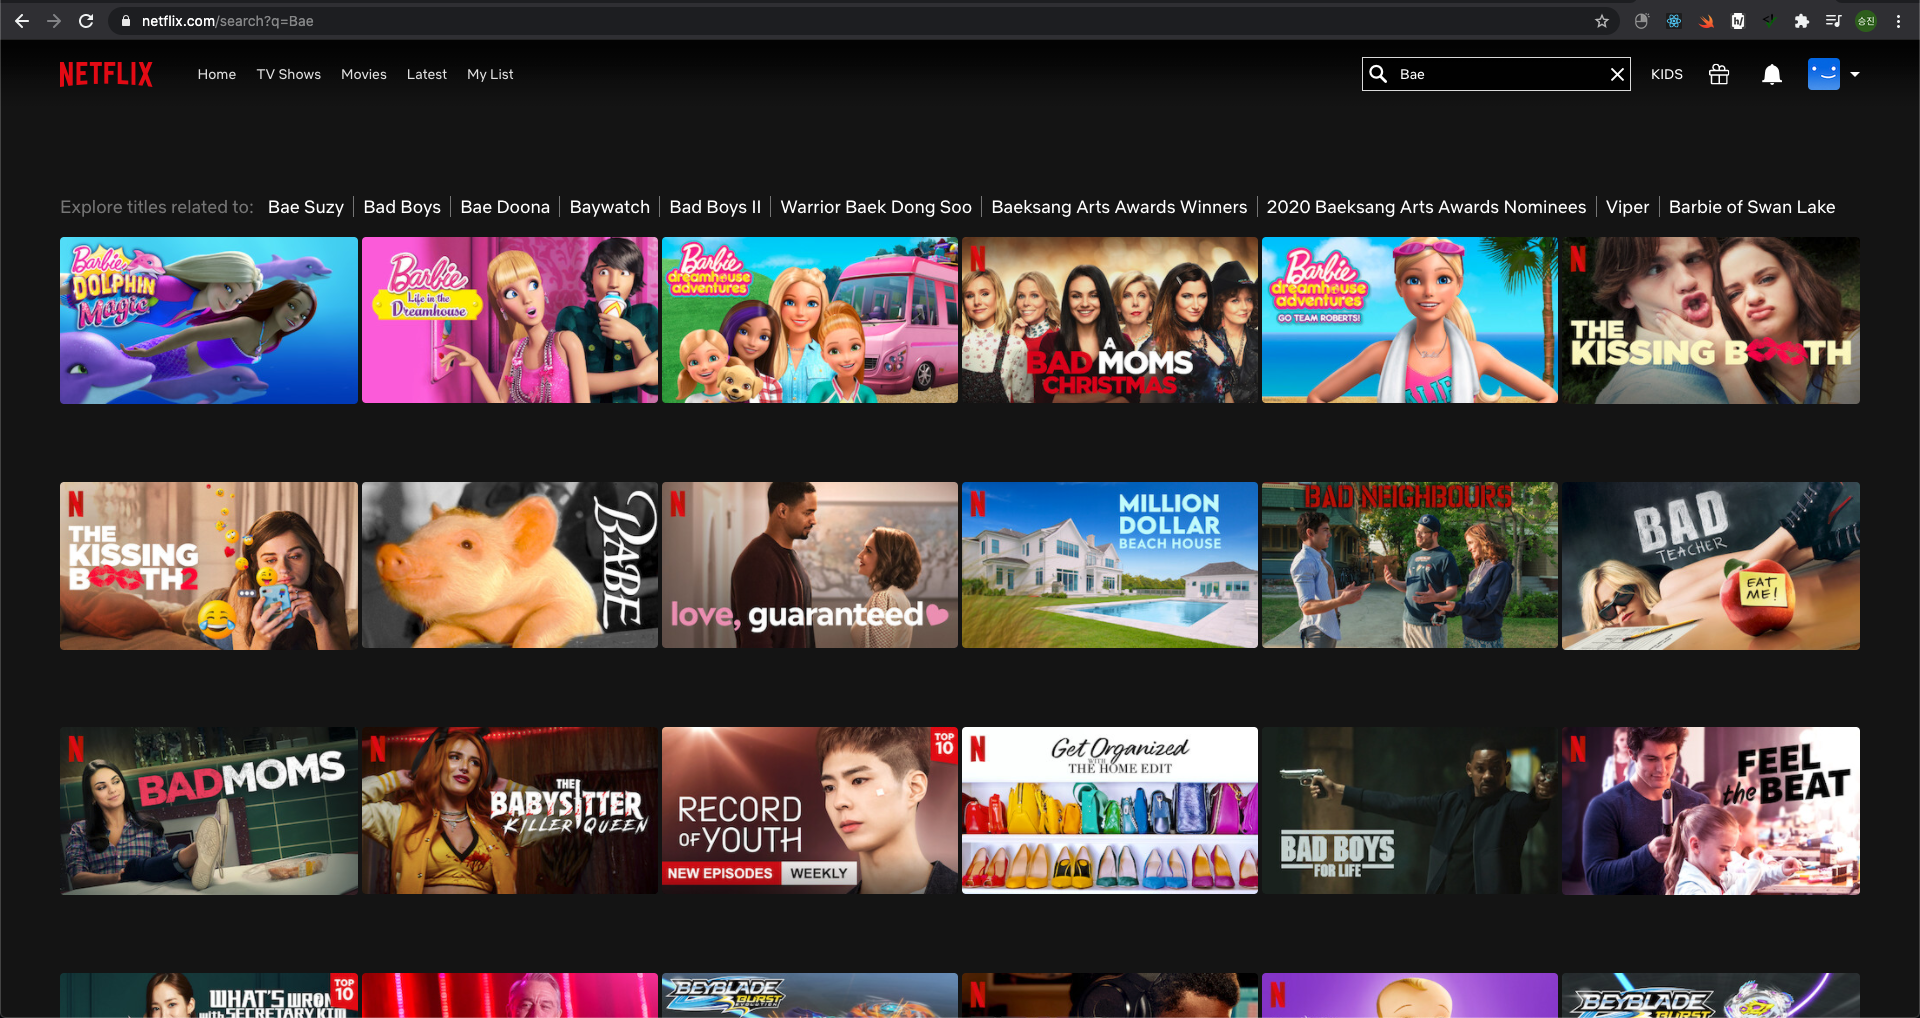 netflix.com/search?q=Bae
승진
NETFLIX
Home TV Shows Movies Latest My List
Bae
KIDS
Explore titles related to: Bae Suzy | Bad Boys | Bae Doona | Baywatch | Bad Boys II | Warrior Baek Dong Soo | Baeksang Arts Awards Winners | 2020 Baeksang Arts Awards Nominees | Viper | Barbie of Swan Lake
Barbie
DOLPHIN
Magic
Barbie
Life in the
Dreamhouse
Barbie
dreamhouse
adventures
N
A
BAD MOMS
CHRISTMAS
Barbie
dreamhouse
adventures
GO TEAM ROBERTS!
N
THE
KISSING BOOTH
N
THE
KISSING
BOOTH2
BABE
N
love, guaranteed
N
MILLION
DOLLAR
BEACH HOUSE
BAD NEIGHBOURS
BAD
TEACHER
EAT
ME!
N
BADMOMS
N
THE
BABYSITTER
KILLER QUEEN
TOP
10
RECORD
OF YOUTH
NEW EPISODES WEEKLY
N
Get Organized
WITH
THE HOME EDIT
BAD BOYS
FOR LIFE
N
FEEL
the BEAT
TOP
10
WHAT'S WRONG
with SECRETARY KIM
BEYBLADE
BURST
EVOLUTION
N
N
BEYBLADE
BURST